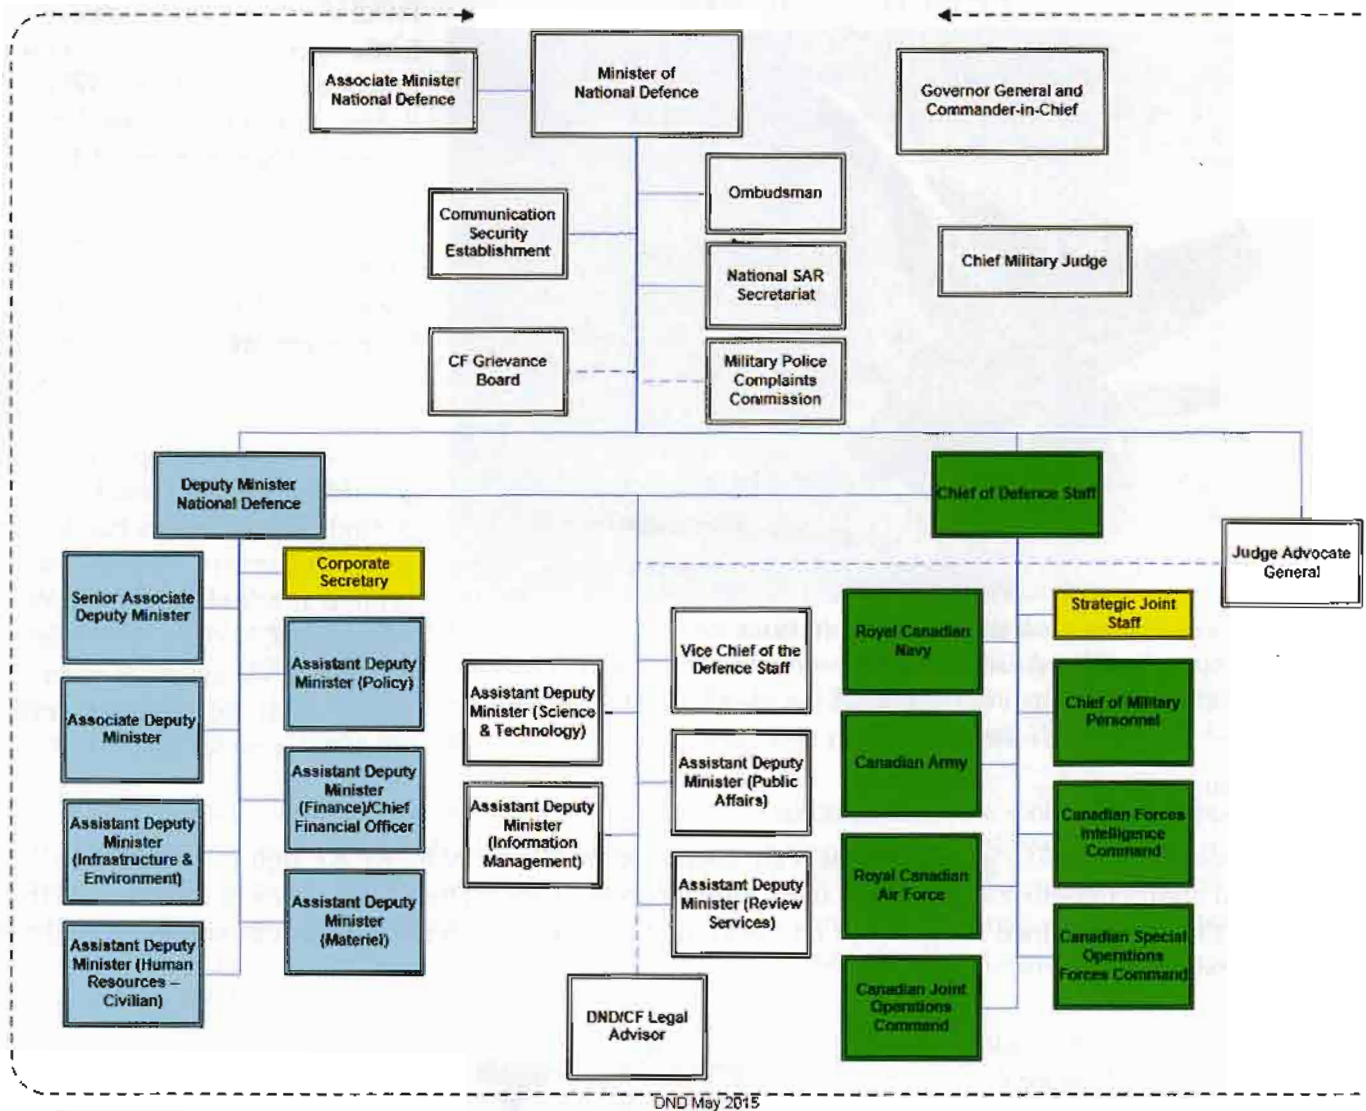 Associate Minister
National Defence
Minister of
National Defence
Governor General and
Commander-in-Chief
Ombudsman
Communication
Security
Establishment
Chief Military Judge
National SAR
Secretariat
CF Grievance
Board
Military Police
Complaints
Commission
Deputy Minister
National Defence
Chief of Defence Staff
Judge Advocate
General
Corporate
Secretary
Senior Associate
Deputy Minister
Strategic Joint
Staff
Royal Canadian
Navy
Vice Chief of the
Defence Staff
Assistant Deputy
Minister (Policy)
Assistant Deputy
Minister (Science
& Technology)
Associate Deputy
Minister
Chief of Military
Personnel
Canadian Army
Assistant Deputy
Minister (Public
Affairs)
Assistant Deputy
Minister
(Finance)/Chief
Financial Officer
Assistant Deputy
Minister
(Information
Management)
Assistant Deputy
Minister
(Infrastructure &
Environment)
Canadian Forces
Intelligence
Command
Royal Canadian
Air Force
Assistant Deputy
Minister (Review
Services)
Assistant Deputy
Minister
(Materiel)
Assistant Deputy
Minister (Human
Resources –
Civilian)
Canadian Special
Operations
Forces Command
Canadian Joint
Operations
Command
DND/CF Legal
Advisor
DND May 2015